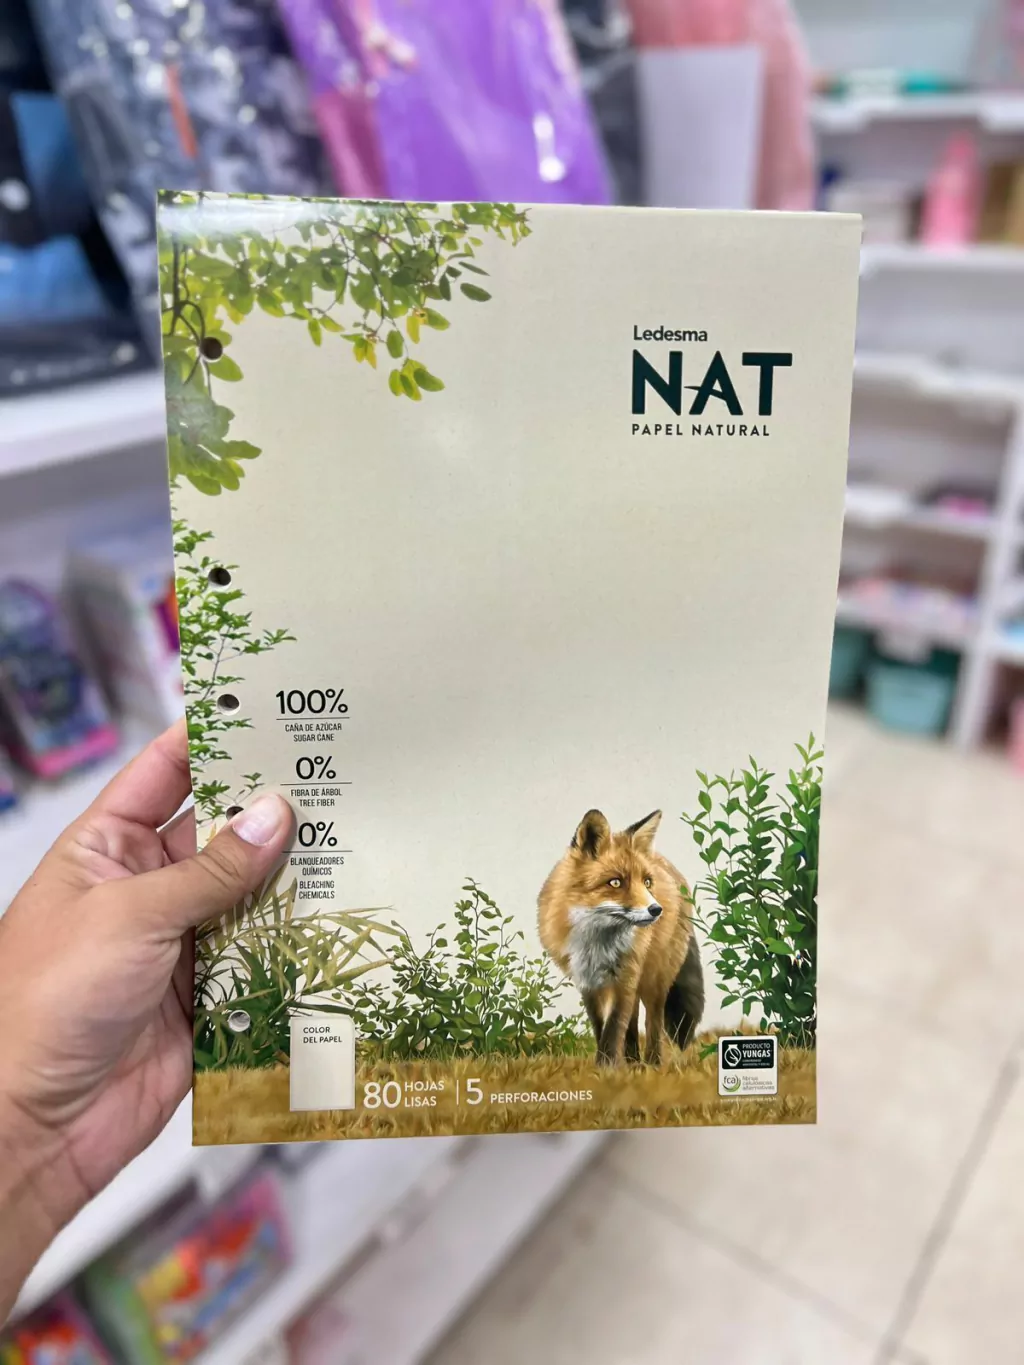 Ledesma
NAT
PAPEL NATURAL
100%
CAÑA DE AZÚCAR
SUGAR CANE
0%
FIBRA DE ÁRBOL
TREE FIBER
0%
BLANQUEADORES
QUÍMICOS
BLEACHING
CHEMICALS
COLOR
DEL PAPEL
80 HOJAS
LISAS
5 PERFORACIONES
PRODUCTO
YUNGAS
fca